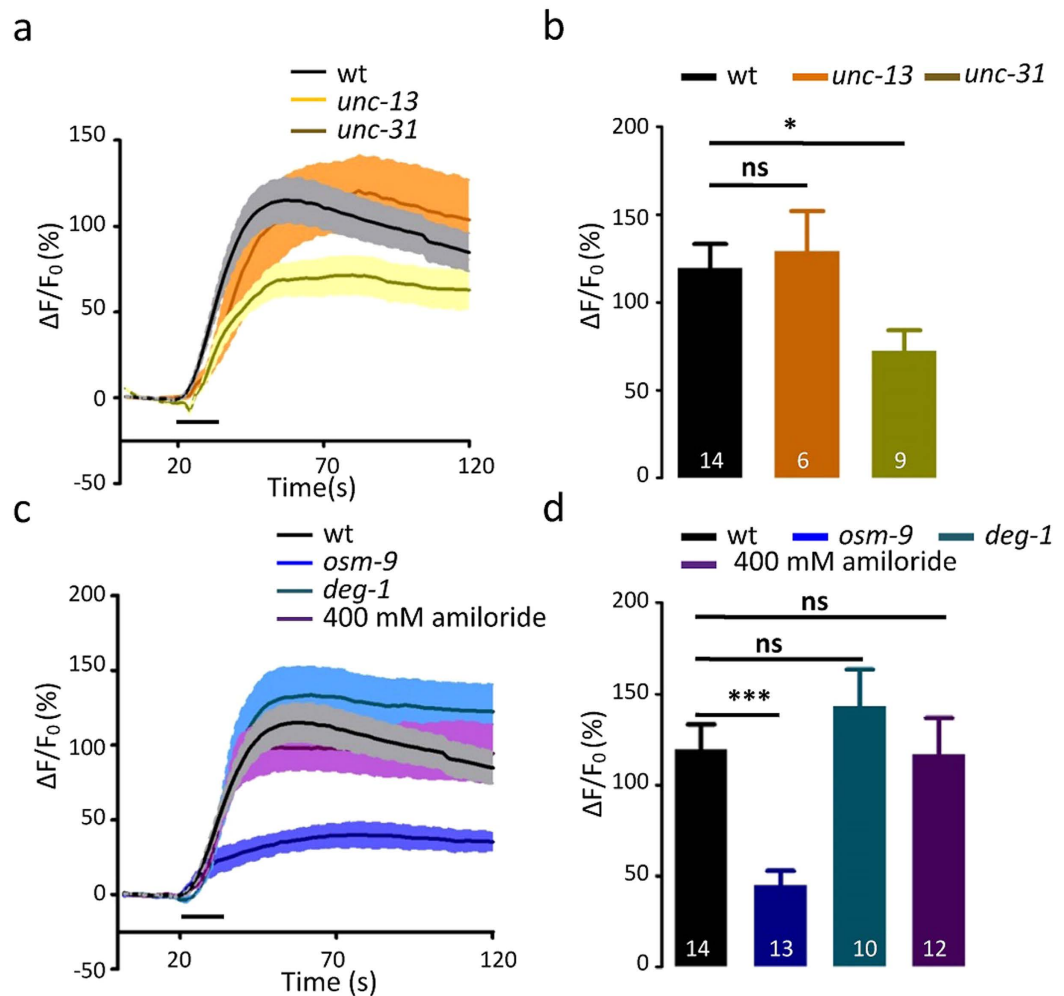 a
wt
unc-13
unc-31
150
100
50
0
-50
ΔF/F₀(%)
20 70 120
Time(s)
b
wt unc-13 unc-31
200
150
100
50
0
ΔF/F₀(%)
*
ns
14 6 9
c
wt
osm-9
deg-1
400 mM amiloride
200
150
100
50
0
-50
ΔF/F₀(%)
20 70 120
Time (s)
d
wt osm-9 deg-1
400 mM amiloride
200
150
100
50
0
ΔF/F₀(%)
ns
ns
***
14 13 10 12